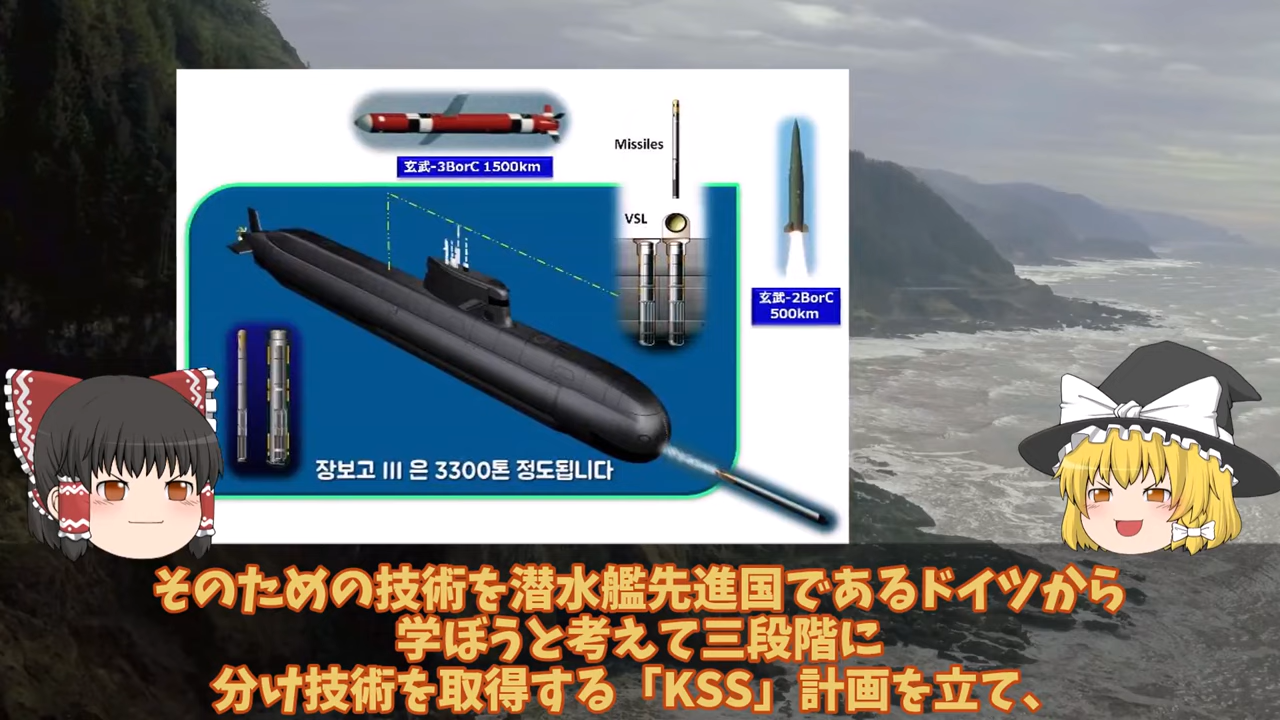 玄武-3BorC 1500km
Missiles
VSL
玄武-2BorC
500km
장보고 III 은 3300톤 정도됩니다
そのための技術を潜水艦先進国であるドイツから
学ぼうと考えて三段階に
分け技術を取得する「KSS」計画を立て、